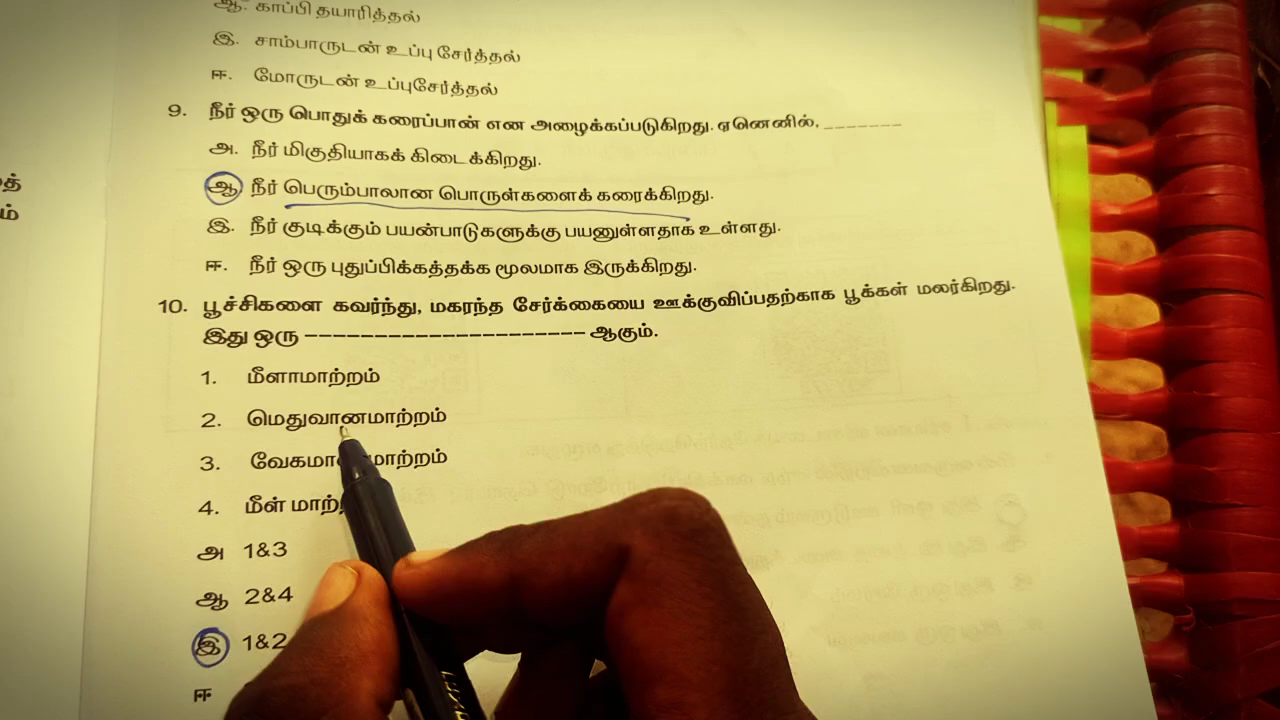 ஆ. காப்பி தயாரித்தல்
இ. சாம்பாருடன் உப்பு சேர்த்தல்
ஈ. மோருடன் உப்புசேர்த்தல்
9. நீர் ஒரு பொதுக் கரைப்பான் என அழைக்கப்படுகிறது. ஏனெனில், _______
அ. நீர் மிகுதியாகக் கிடைக்கிறது.
ஆ நீர் பெரும்பாலான பொருள்களைக் கரைக்கிறது.
இ. நீர் குடிக்கும் பயன்பாடுகளுக்கு பயனுள்ளதாக உள்ளது.
ஈ. நீர் ஒரு புதுப்பிக்கத்தக்க மூலமாக இருக்கிறது.
10. பூச்சிகளை கவர்ந்து, மகரந்த சேர்க்கையை ஊக்குவிப்பதற்காக பூக்கள் மலர்கிறது.
இது ஒரு ---------------------- ஆகும்.
1. மீளாமாற்றம்
2. மெதுவானமாற்றம்
3. மாற்றம்
4. மீள்
அ 1&3
ஆ 2&4
இ 1&2
ஈ